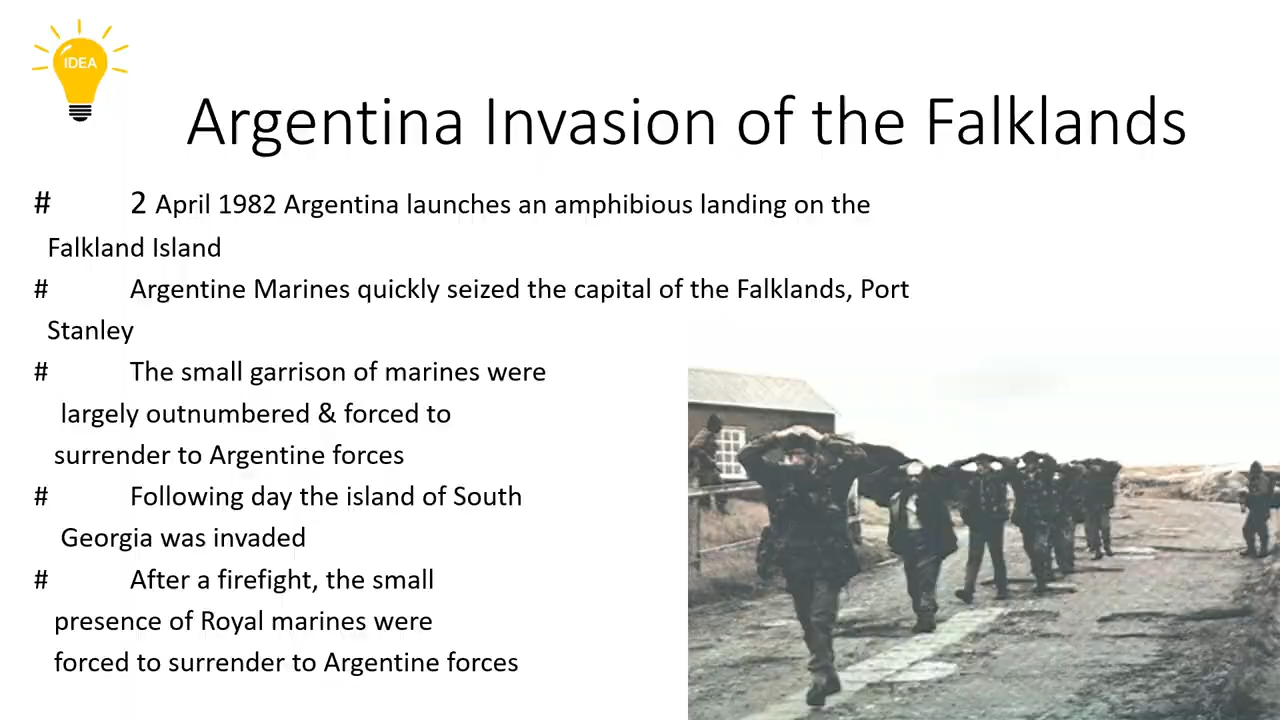 IDEA
Argentina Invasion of the Falklands
# 2 April 1982 Argentina launches an amphibious landing on the
Falkland Island
# Argentine Marines quickly seized the capital of the Falklands, Port
Stanley
# The small garrison of marines were
largely outnumbered & forced to
surrender to Argentine forces
# Following day the island of South
Georgia was invaded
# After a firefight, the small
presence of Royal marines were
forced to surrender to Argentine forces